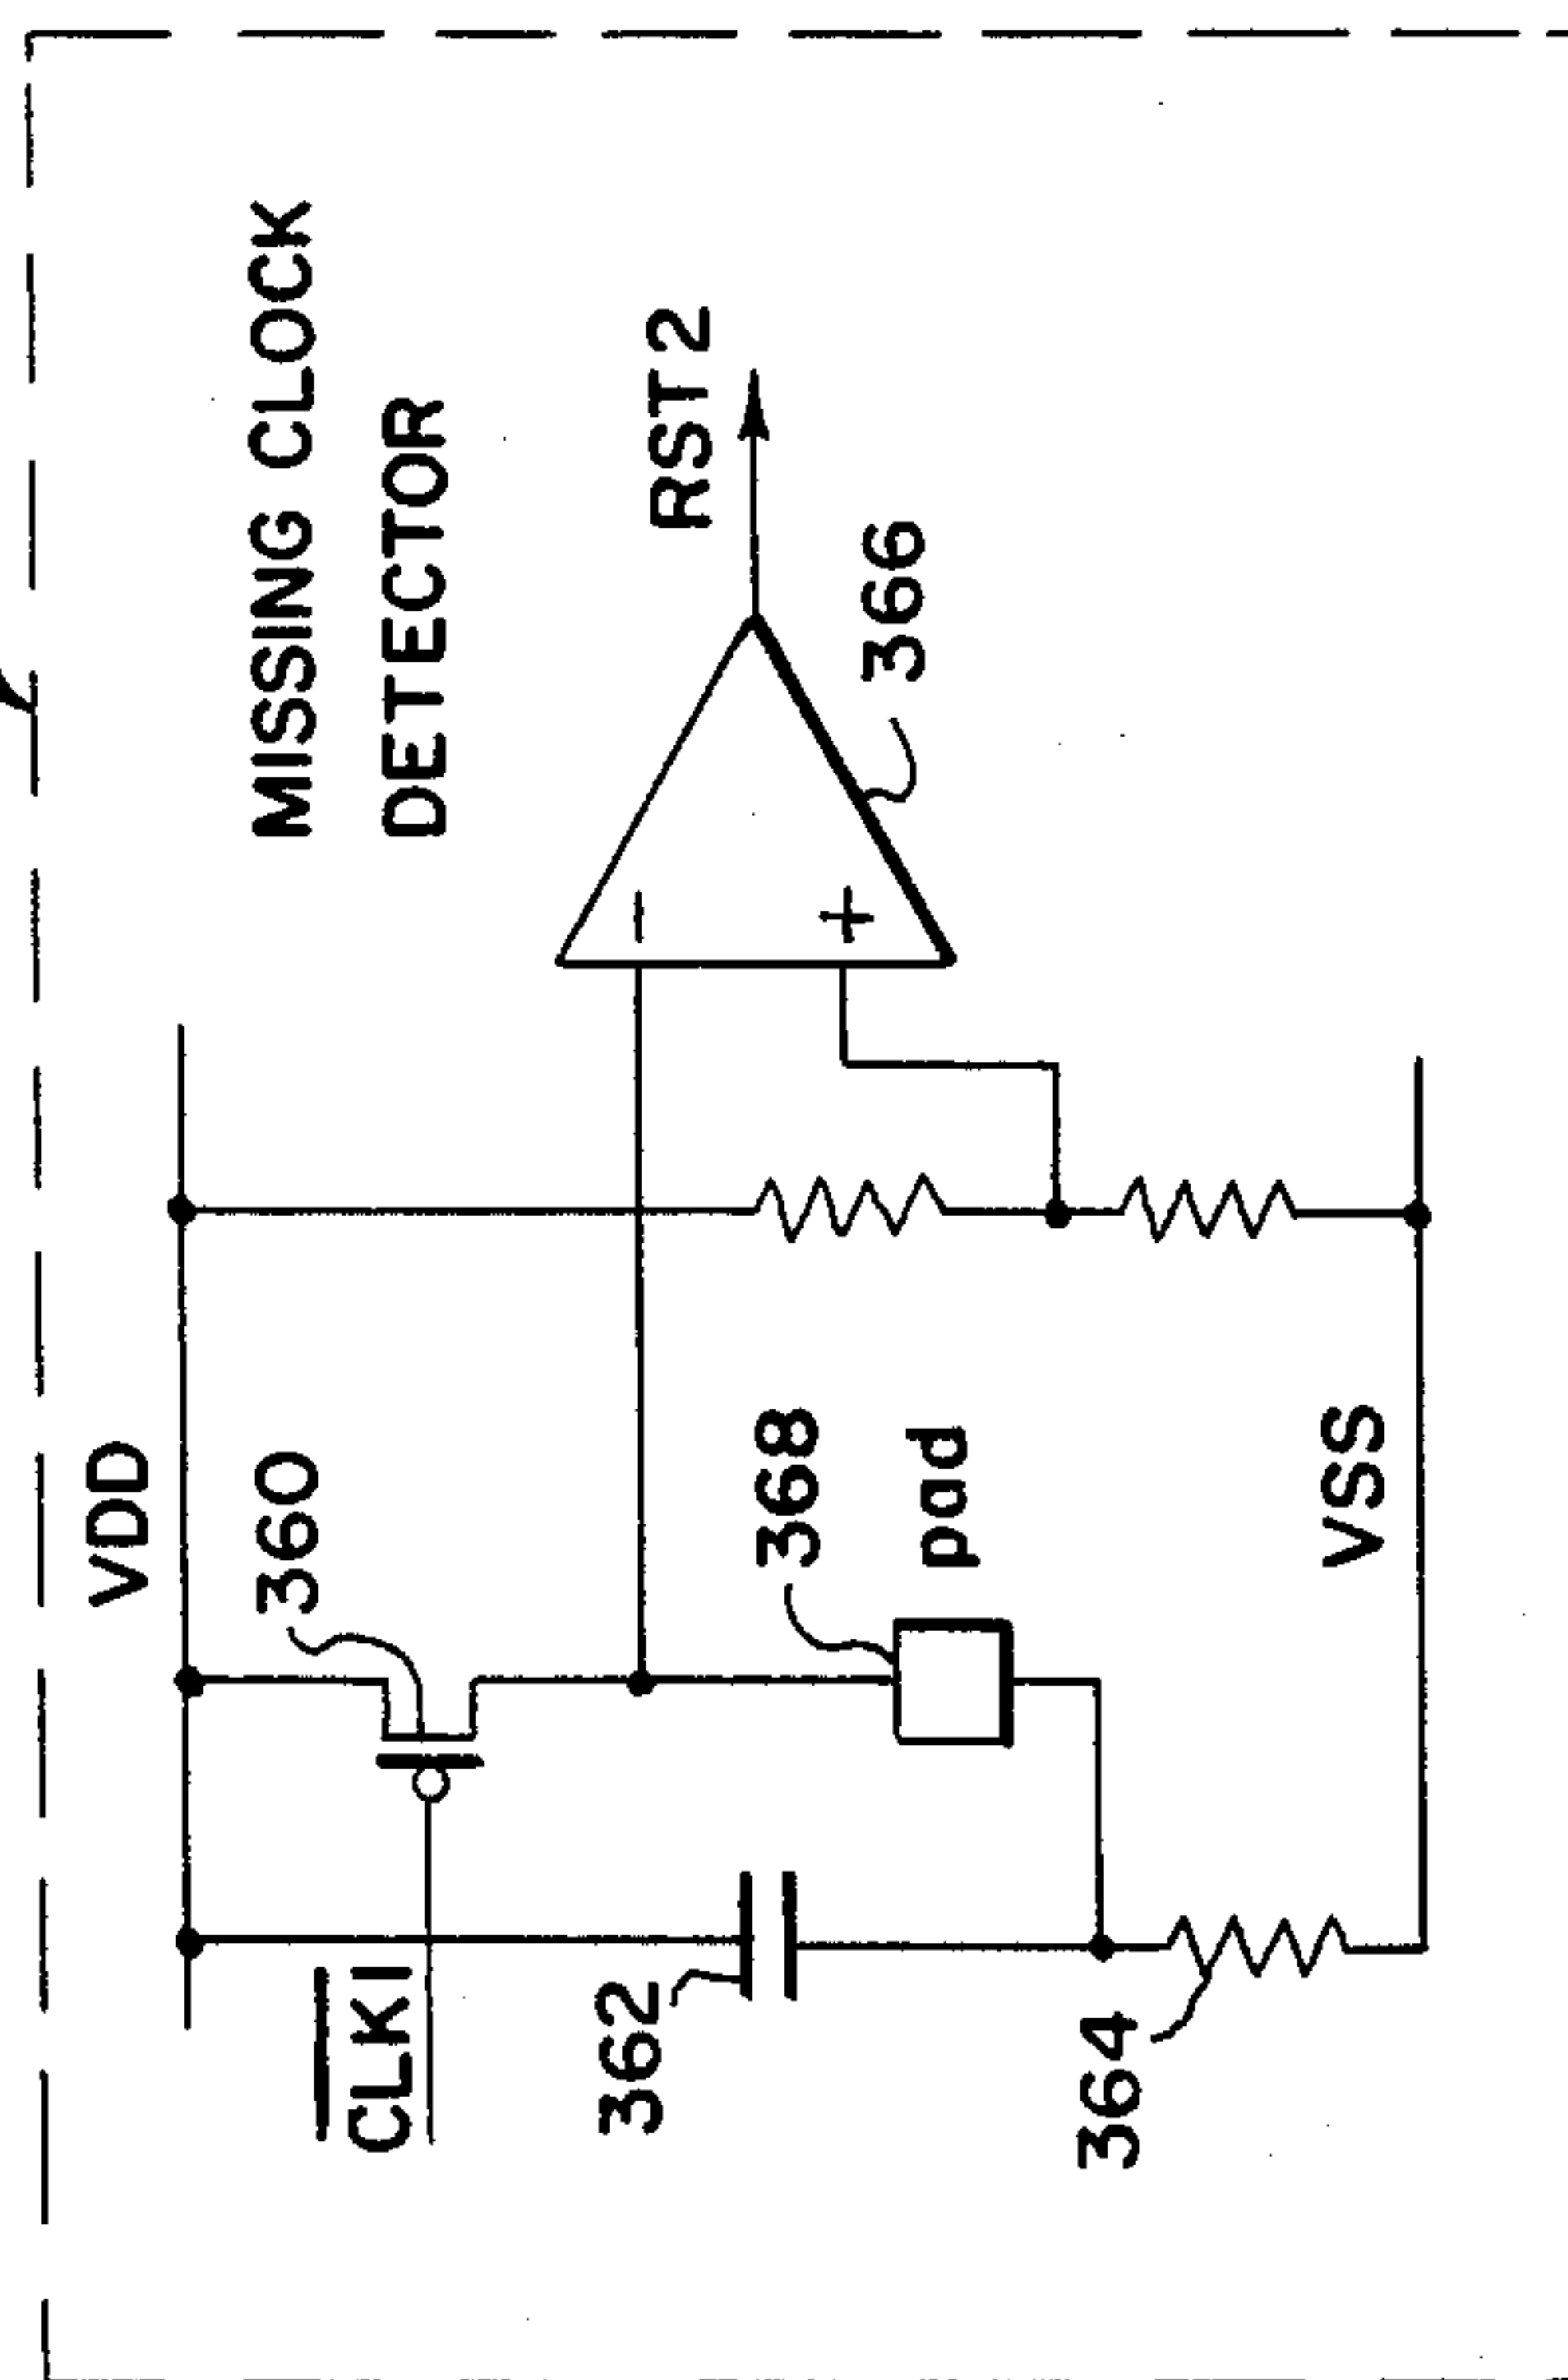 MISSING CLOCK
DETECTOR
VDD
360
CLKI
362
364
368
pad
VSS
366
RST2
−
+